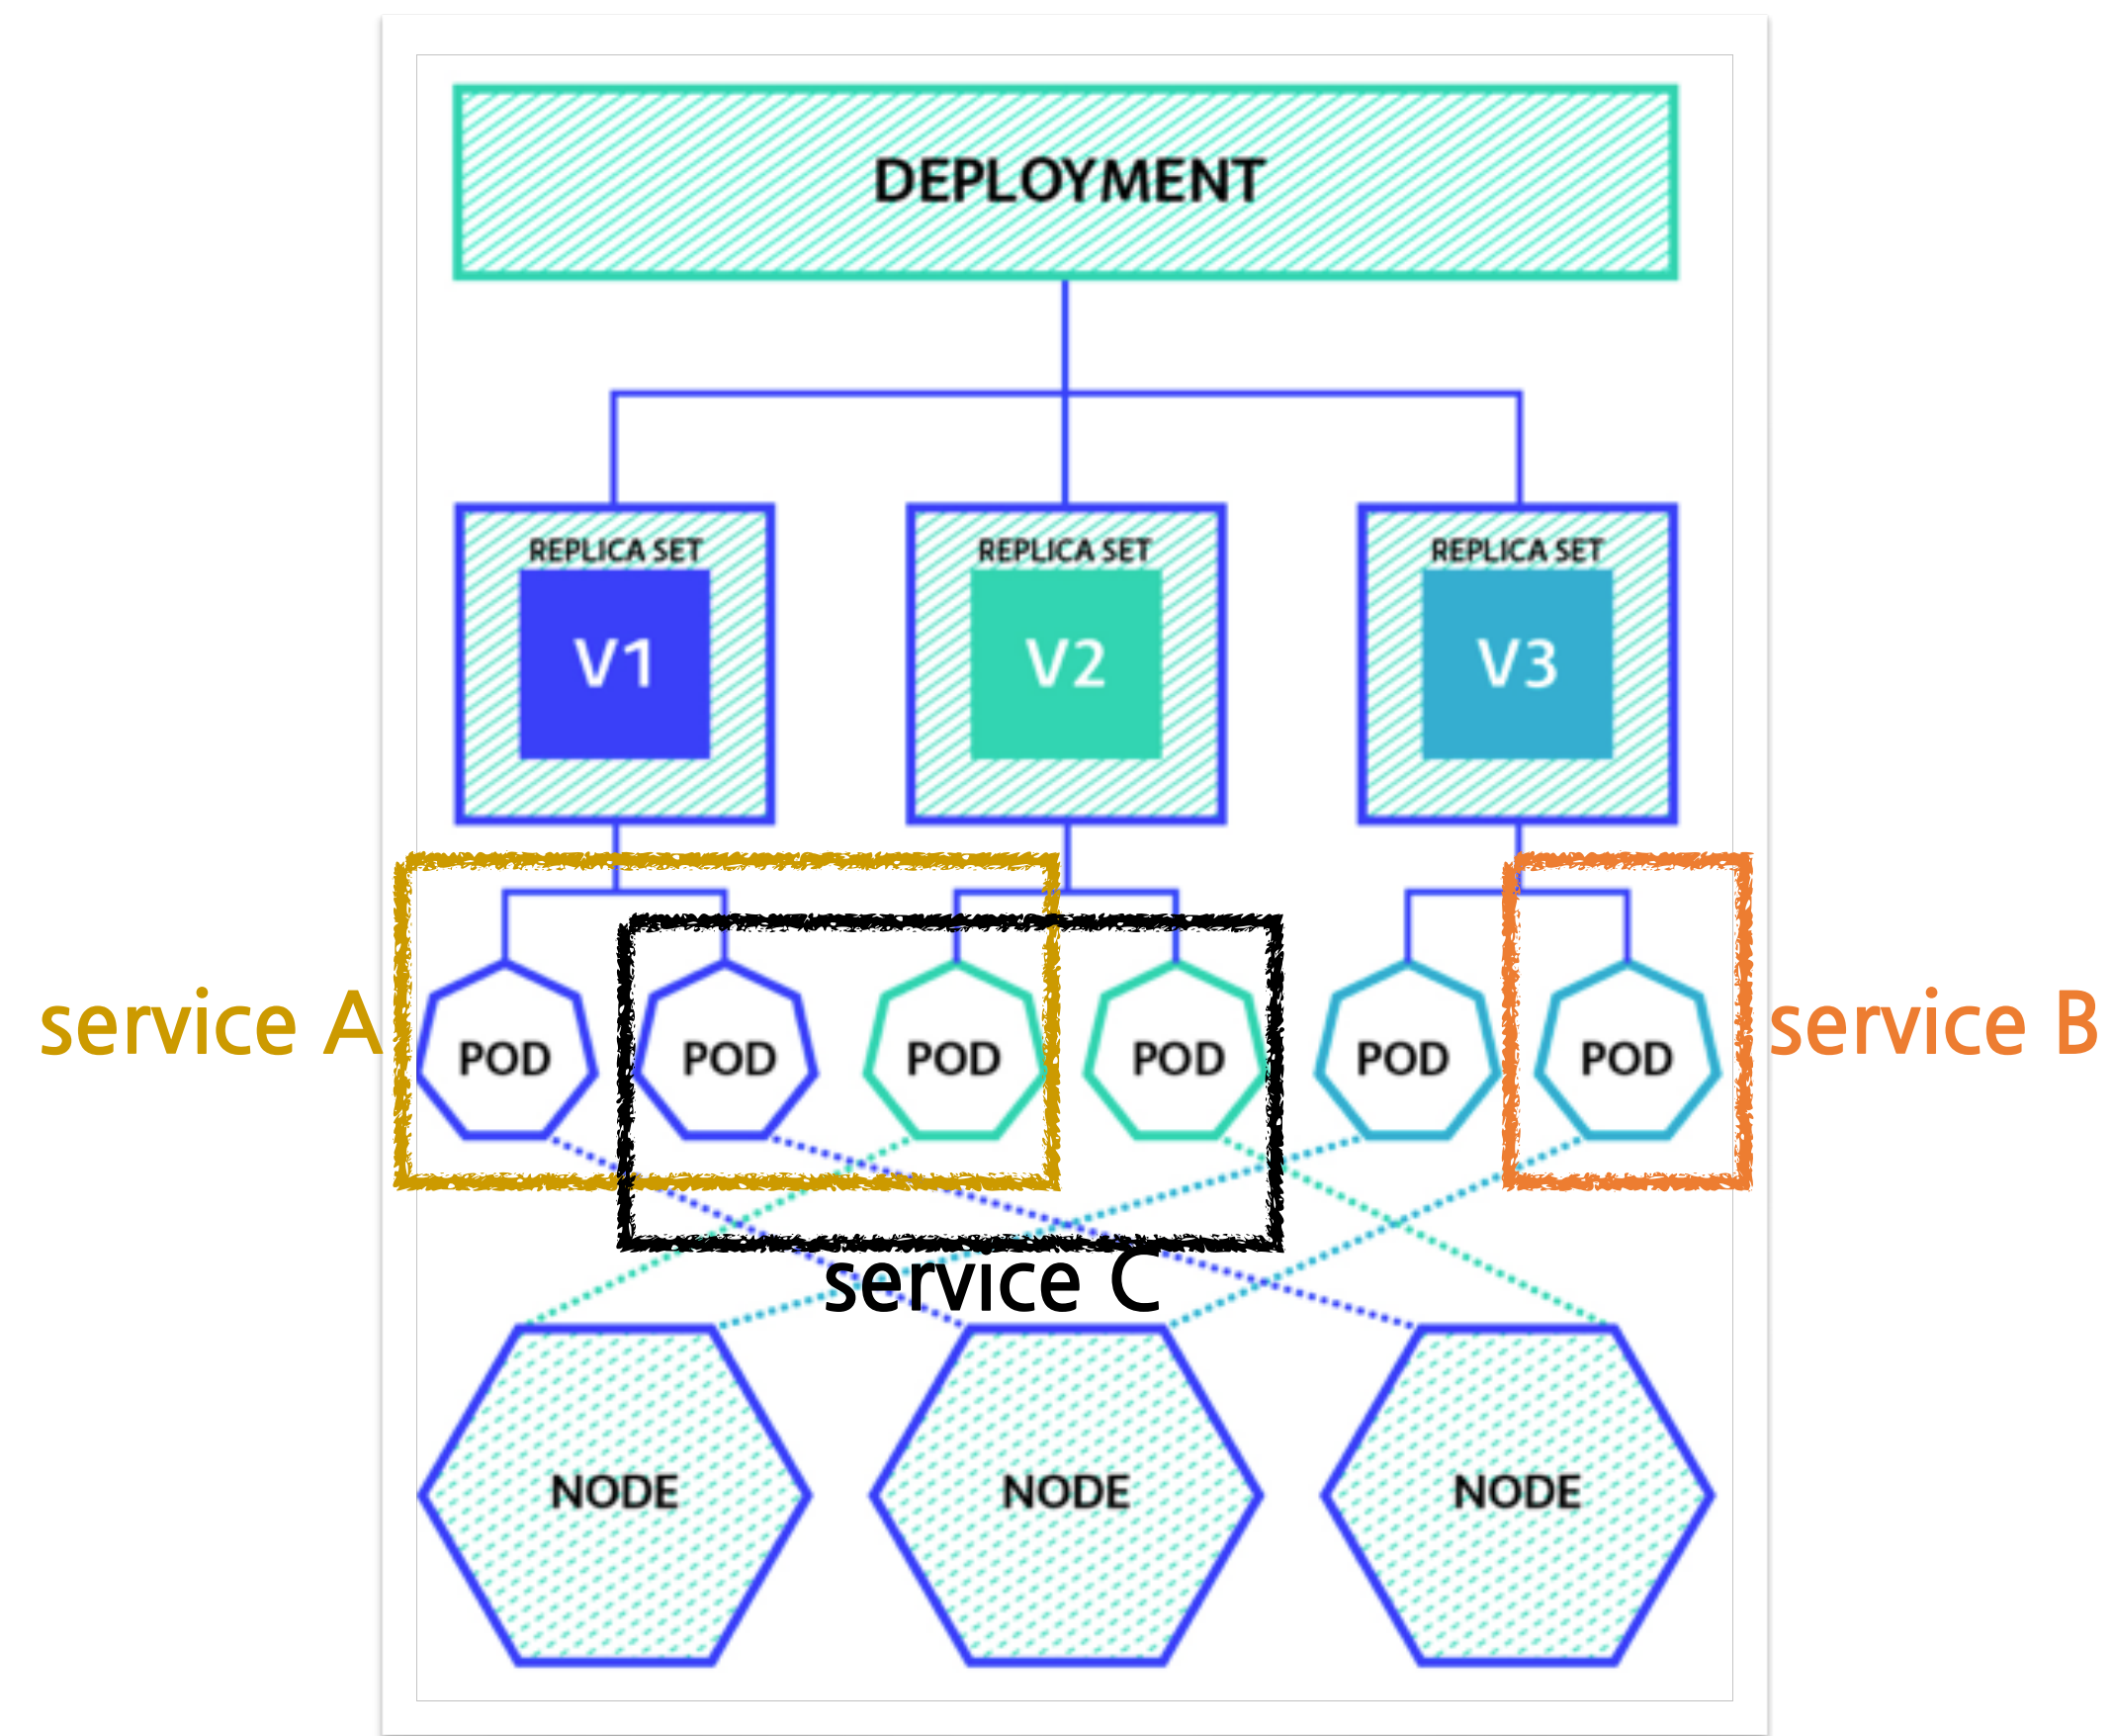 DEPLOYMENT
REPLICA SET
V1
REPLICA SET
V2
REPLICA SET
V3
service A
POD
POD
POD
POD
POD
POD
service B
service C
NODE
NODE
NODE